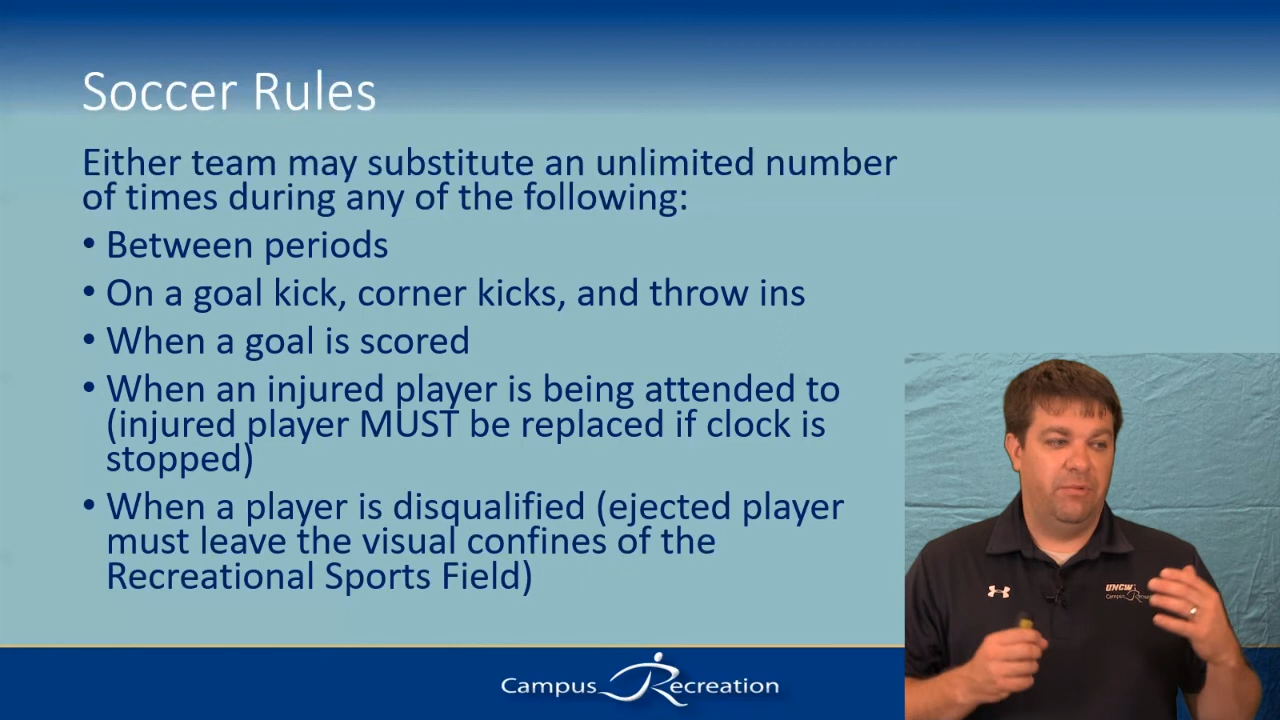 Soccer Rules
Either team may substitute an unlimited number
of times during any of the following:
• Between periods
• On a goal kick, corner kicks, and throw ins
• When a goal is scored
• When an injured player is being attended to
(injured player MUST be replaced if clock is
stopped)
• When a player is disqualified (ejected player
must leave the visual confines of the
Recreational Sports Field)
UNCW
Campus Recreation
Campus Recreation